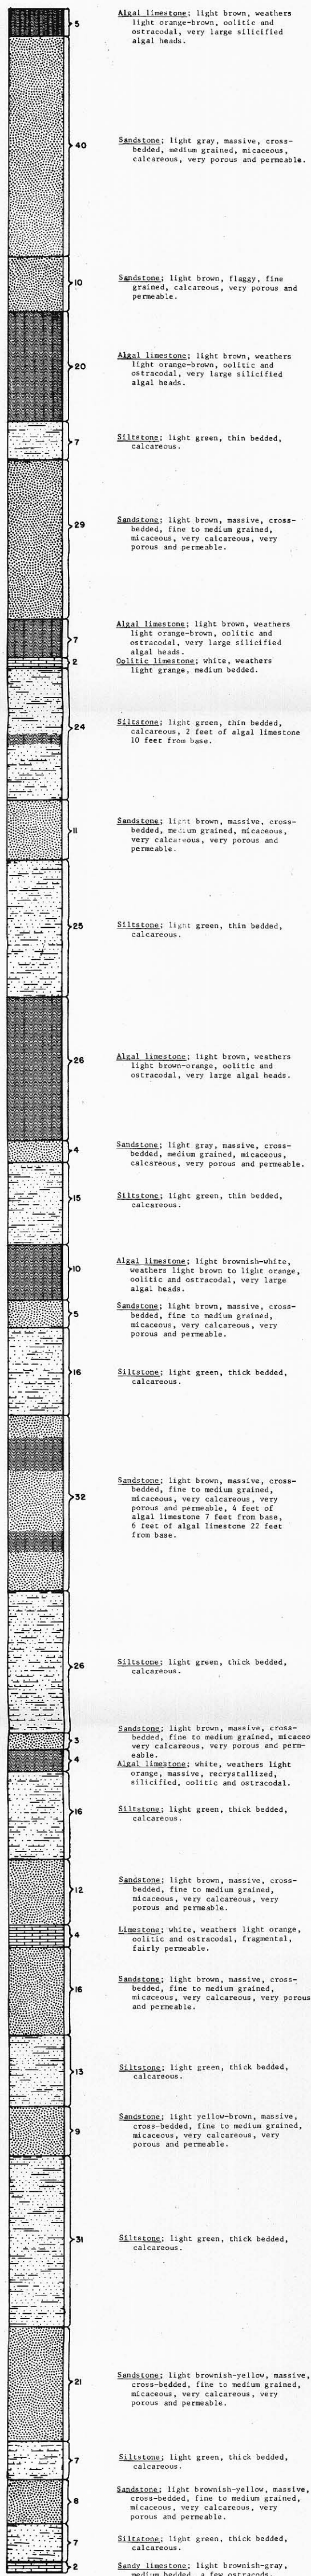 5
Algal limestone; light brown, weathers
light orange-brown, oolitic and
ostracodal, very large silicified
algal heads.
40
Sandstone; light gray, massive, cross-
bedded, medium grained, micaceous,
calcareous, very porous and permeable.
10
Sandstone; light brown, flaggy, fine
grained, calcareous, very porous and
permeable.
20
Algal limestone; light brown, weathers
light orange-brown, oolitic and
ostracodal, very large silicified
algal heads.
7
Siltstone; light green, thin bedded,
calcareous.
29
Sandstone; light brown, massive, cross-
bedded, fine to medium grained,
micaceous, very calcareous, very
porous and permeable.
7
Algal limestone; light brown, weathers
light orange-brown, oolitic and
ostracodal, very large silicified
algal heads.
2
Oolitic limestone; white, weathers
light grange, medium bedded.
24
Siltstone; light green, thin bedded,
calcareous, 2 feet of algal limestone
10 feet from base.
11
Sandstone; light brown, massive, cross-
bedded, medium grained, micaceous,
very calcareous, very porous and
permeable.
25
Siltstone; light green, thin bedded,
calcareous.
26
Algal limestone; light brown, weathers
light brown-orange, oolitic and
ostracodal, very large algal heads.
4
Sandstone; light gray, massive, cross-
bedded, medium grained, micaceous,
calcareous, very porous and permeable.
15
Siltstone; light green, thin bedded,
calcareous.
10
Algal limestone; light brownish-white,
weathers light brown to light orange,
oolitic and ostracodal, very large
algal heads.
5
Sandstone; light brown, massive, cross-
bedded, fine to medium grained,
micaceous, very calcareous, very
porous and permeable.
16
Siltstone; light green, thick bedded,
calcareous.
32
Sandstone; light brown, massive, cross-
bedded, fine to medium grained,
micaceous, very calcareous, very
porous and permeable, 4 feet of
algal limestone 7 feet from base,
6 feet of algal limestone 22 feet
from base.
26
Siltstone; light green, thick bedded,
calcareous.
3
Sandstone; light brown, massive, cross-
bedded, fine to medium grained, micaceo
very calcareous, very porous and perm-
eable.
4
Algal limestone; white, weathers light
orange, massive, recrystallized,
silicified, oolitic and ostracodal.
16
Siltstone; light green, thick bedded,
calcareous.
12
Sandstone; light brown, massive, cross-
bedded, fine to medium grained,
micaceous, very calcareous, very
porous and permeable.
4
Limestone; white, weathers light orange,
oolitic and ostracodal, fragmental,
fairly permeable.
16
Sandstone; light brown, massive, cross-
bedded, fine to medium grained,
micaceous, very calcareous, very porous
and permeable.
13
Siltstone; light green, thick bedded,
calcareous.
9
Sandstone; light yellow-brown, massive,
cross-bedded, fine to medium grained,
micaceous, very calcareous, very
porous and permeable.
31
Siltstone; light green, thick bedded,
calcareous.
21
Sandstone; light brownish-yellow, massive,
cross-bedded, fine to medium grained,
micaceous, very calcareous, very
porous and permeable.
7
Siltstone; light green, thick bedded,
calcareous.
8
Sandstone; light brownish-yellow, massive,
cross-bedded, fine to medium grained,
micaceous, very calcareous, very
porous and permeable.
7
Siltstone; light green, thick bedded,
calcareous.
2
Sandy limestone; light brownish-gray,
medium bedded, a few ostracods.